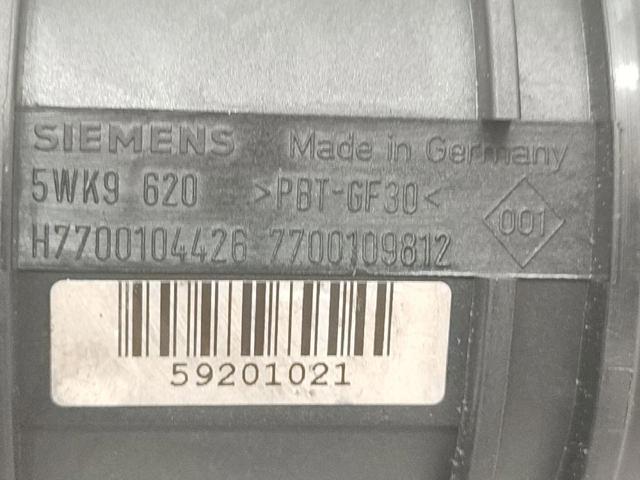 SIEMENS Made in Germany
5WK9 620 >PBT-GF30<
001
H7700104426 7700109812
59201021